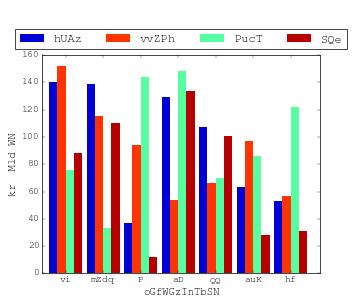 hUAz vvZPh PucT SQe
160
140
120
100
80
60
40
20
0
kr Mld WN
vi mZdq P aD qq auK hf
oGfWGzInTbSN